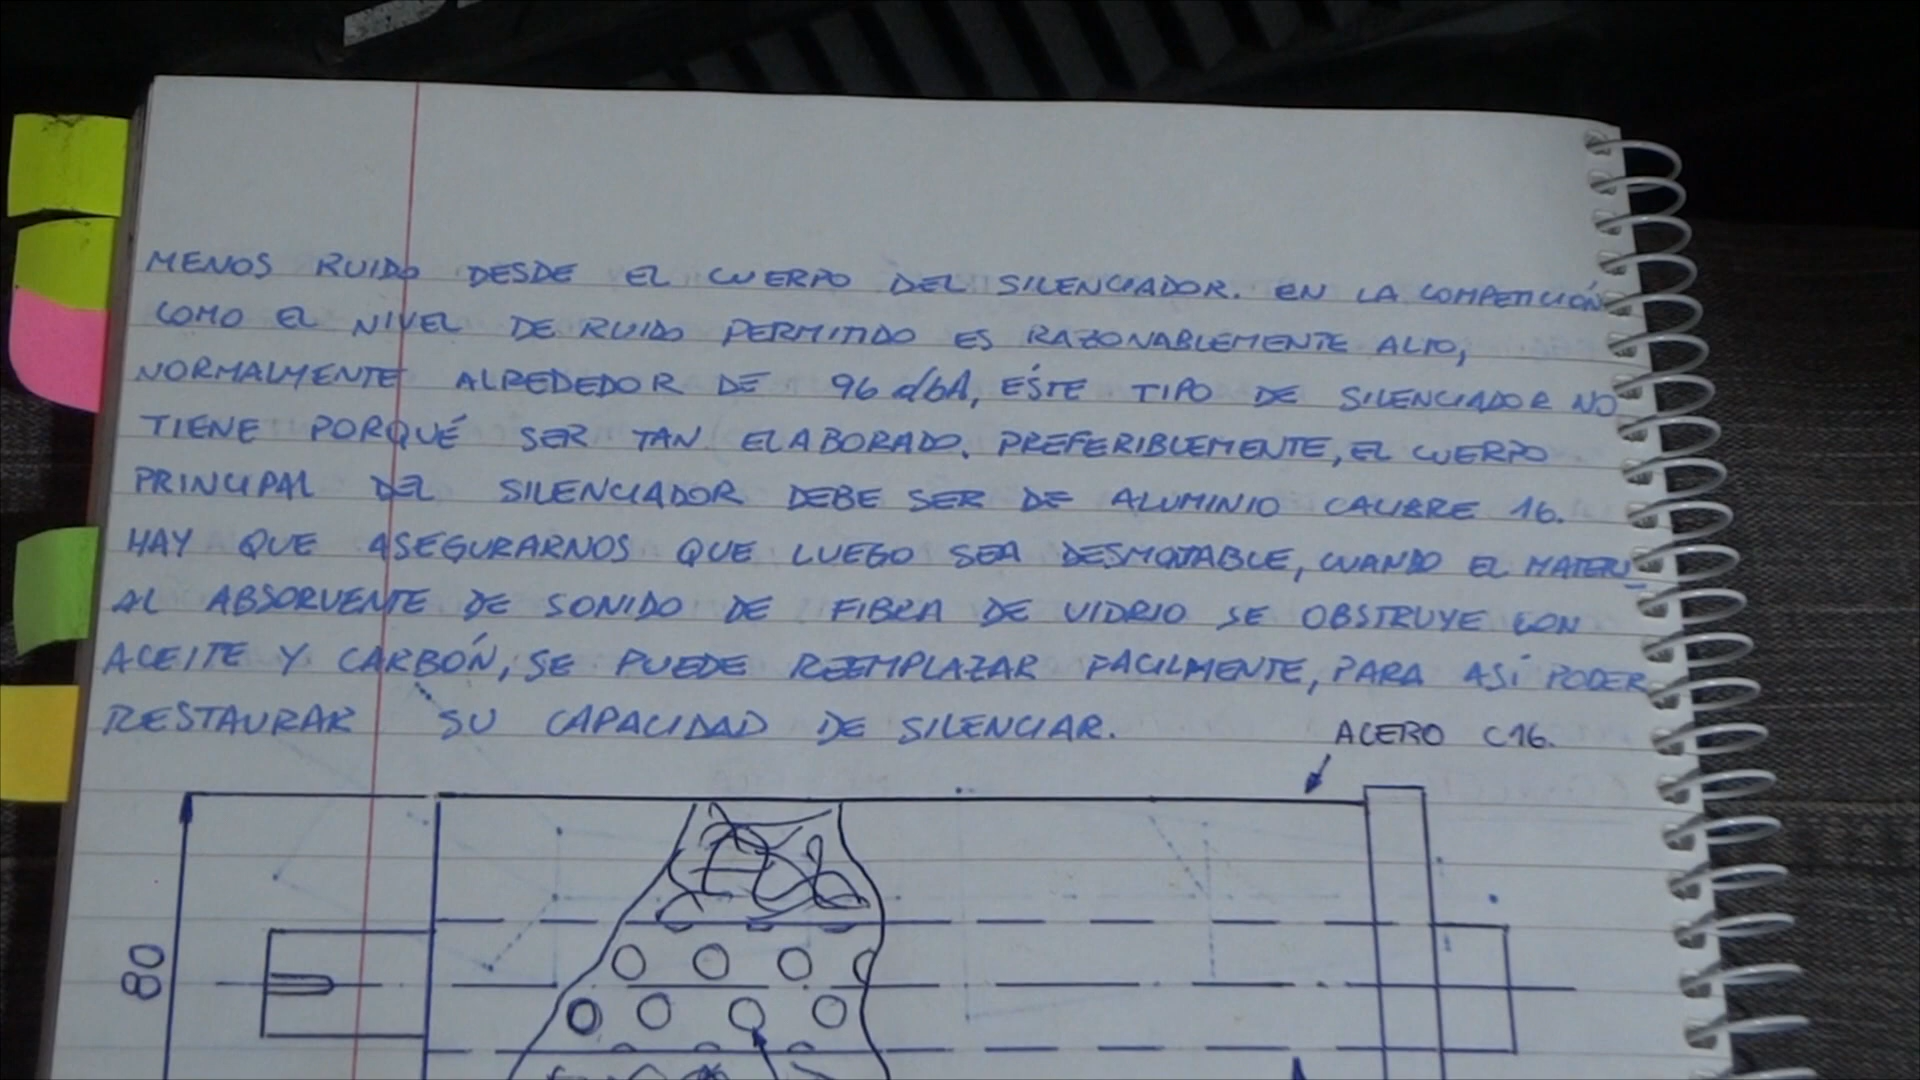 MENOS RUIDO DESDE EL CUERPO DEL SILENCIADOR. EN LA COMPETICIÓN
COMO EL NIVEL DE RUIDO PERMITIDO ES RAZONABLEMENTE ALTO,
NORMALMENTE ALREDEDOR DE 96 dbA, ÉSTE TIPO DE SILENCIADOR NO
TIENE PORQUÉ SER TAN ELABORADO. PREFERIBLEMENTE, EL CUERPO
PRINCIPAL DEL SILENCIADOR DEBE SER DE ALUMINIO CALIBRE 16.
HAY QUE ASEGURARNOS QUE LUEGO SEA DESMOTABLE, CUANDO EL MATERI_
AL ABSORVENTE DE SONIDO DE FIBRA DE VIDRIO SE OBSTRUYE CON
ACEITE Y CARBÓN, SE PUEDE REEMPLAZAR FACILMENTE, PARA ASÍ PODER
RESTAURAR SU CAPACIDAD DE SILENCIAR.
ACERO C16.
80